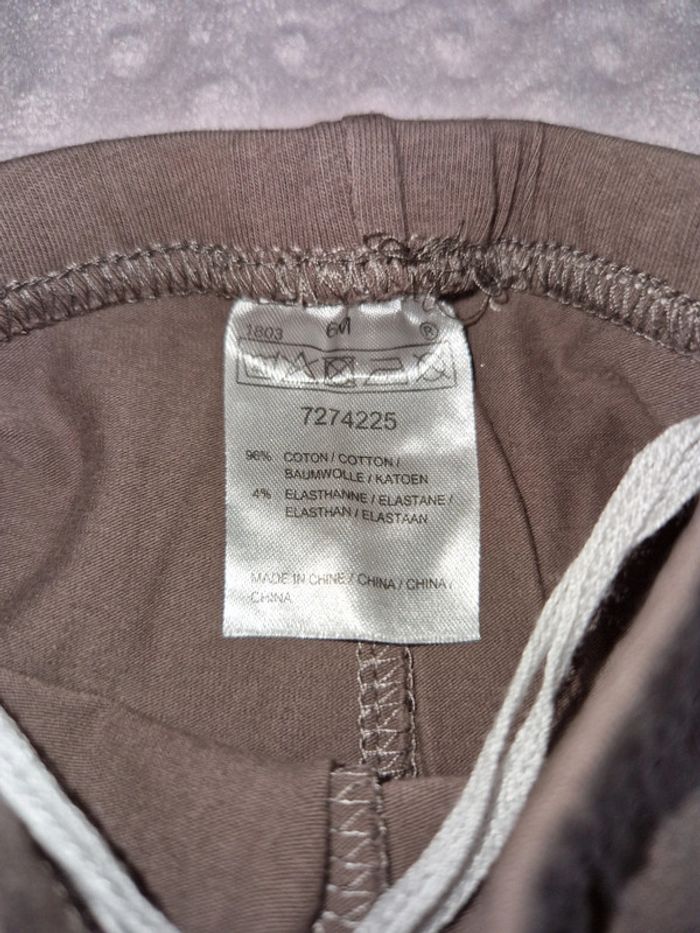 1803 6M ®
7274225
96% COTON / COTTON /
BAUMWOLLE / KATOEN
4% ELASTHANNE / ELASTANE /
ELASTHAN / ELASTAAN
MADE IN CHINE / CHINA / CHINA /
CHINA